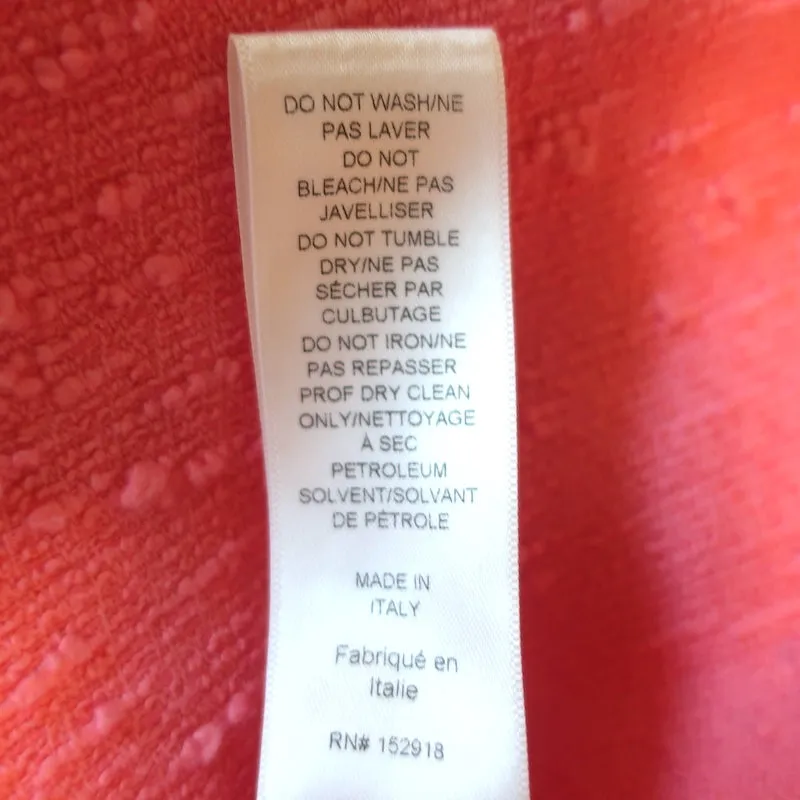 DO NOT WASH/NE
PAS LAVER
DO NOT
BLEACH/NE PAS
JAVELLISER
DO NOT TUMBLE
DRY/NE PAS
SÉCHER PAR
CULBUTAGE
DO NOT IRON/NE
PAS REPASSER
PROF DRY CLEAN
ONLY/NETTOYAGE
À SEC
PETROLEUM
SOLVENT/SOLVANT
DE PÉTROLE
MADE IN
ITALY
Fabriqué en
Italie
RN# 152918